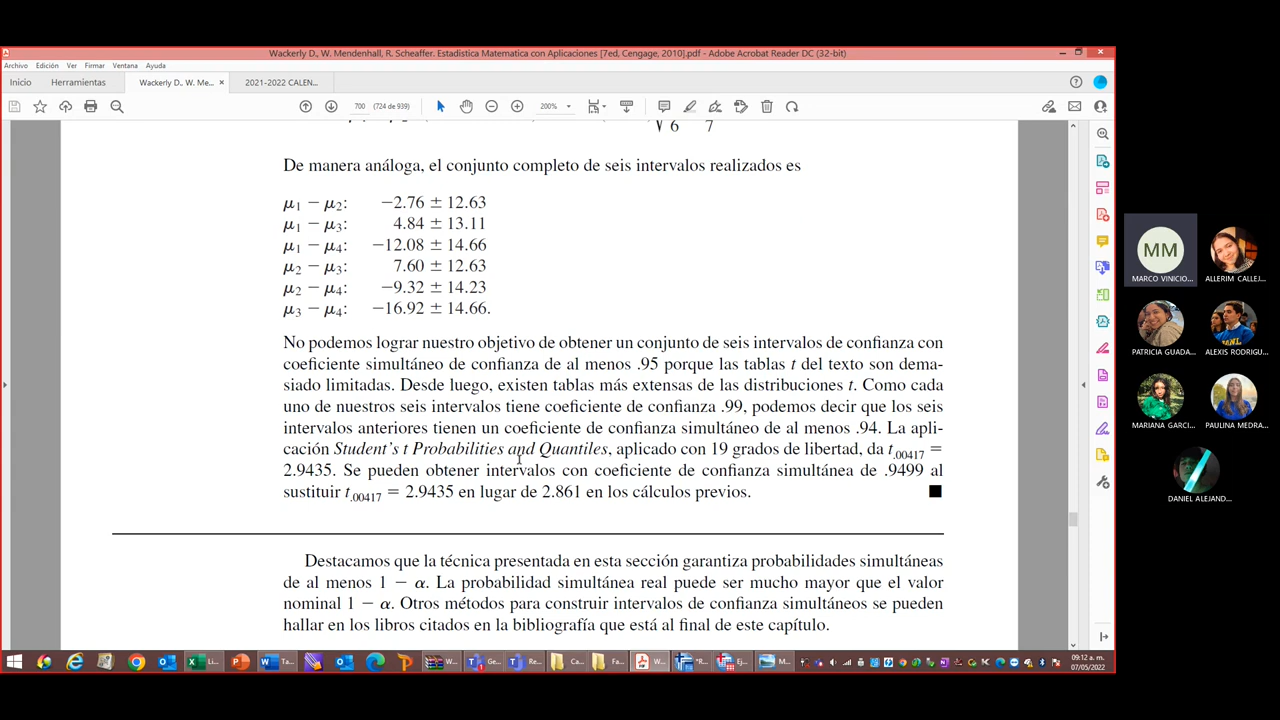 Wackerly D., W. Mendenhall, R. Scheaffer. Estadística Matematica con Aplicaciones [7ed, Cengage, 2010].pdf - Adobe Acrobat Reader DC (32-bit)
Archivo Edición Ver Firmar Ventana Ayuda
Inicio Herramientas Wackerly D., W. Me... × 2021-2022 CALEN...
700 (724 de 939) 200%
6 7
De manera análoga, el conjunto completo de seis intervalos realizados es
μ1 − μ2: −2.76 ± 12.63
μ1 − μ3: 4.84 ± 13.11
μ1 − μ4: −12.08 ± 14.66
μ2 − μ3: 7.60 ± 12.63
μ2 − μ4: −9.32 ± 14.23
μ3 − μ4: −16.92 ± 14.66.
No podemos lograr nuestro objetivo de obtener un conjunto de seis intervalos de confianza con
coeficiente simultáneo de confianza de al menos .95 porque las tablas t del texto son dema-
siado limitadas. Desde luego, existen tablas más extensas de las distribuciones t. Como cada
uno de nuestros seis intervalos tiene coeficiente de confianza .99, podemos decir que los seis
intervalos anteriores tienen un coeficiente de confianza simultáneo de al menos .94. La apli-
cación Student's t Probabilities and Quantiles, aplicado con 19 grados de libertad, da t.00417 =
2.9435. Se pueden obtener intervalos con coeficiente de confianza simultánea de .9499 al
sustituir t.00417 = 2.9435 en lugar de 2.861 en los cálculos previos. ■
Destacamos que la técnica presentada en esta sección garantiza probabilidades simultáneas
de al menos 1 − α. La probabilidad simultánea real puede ser mucho mayor que el valor
nominal 1 − α. Otros métodos para construir intervalos de confianza simultáneos se pueden
hallar en los libros citados en la bibliografía que está al final de este capítulo.
MM
MARCO VINICIO... ALLERIM CALLEJ...
PATRICIA GUADA... ALEXIS RODRIGU...
MARIANA GARCI... PAULINA MEDRA...
DANIEL ALEJAND...
Li... Ta... W... Ge... Re... Ca... Fa... W... "R... Ej... M...
09:12 a. m.
07/05/2022